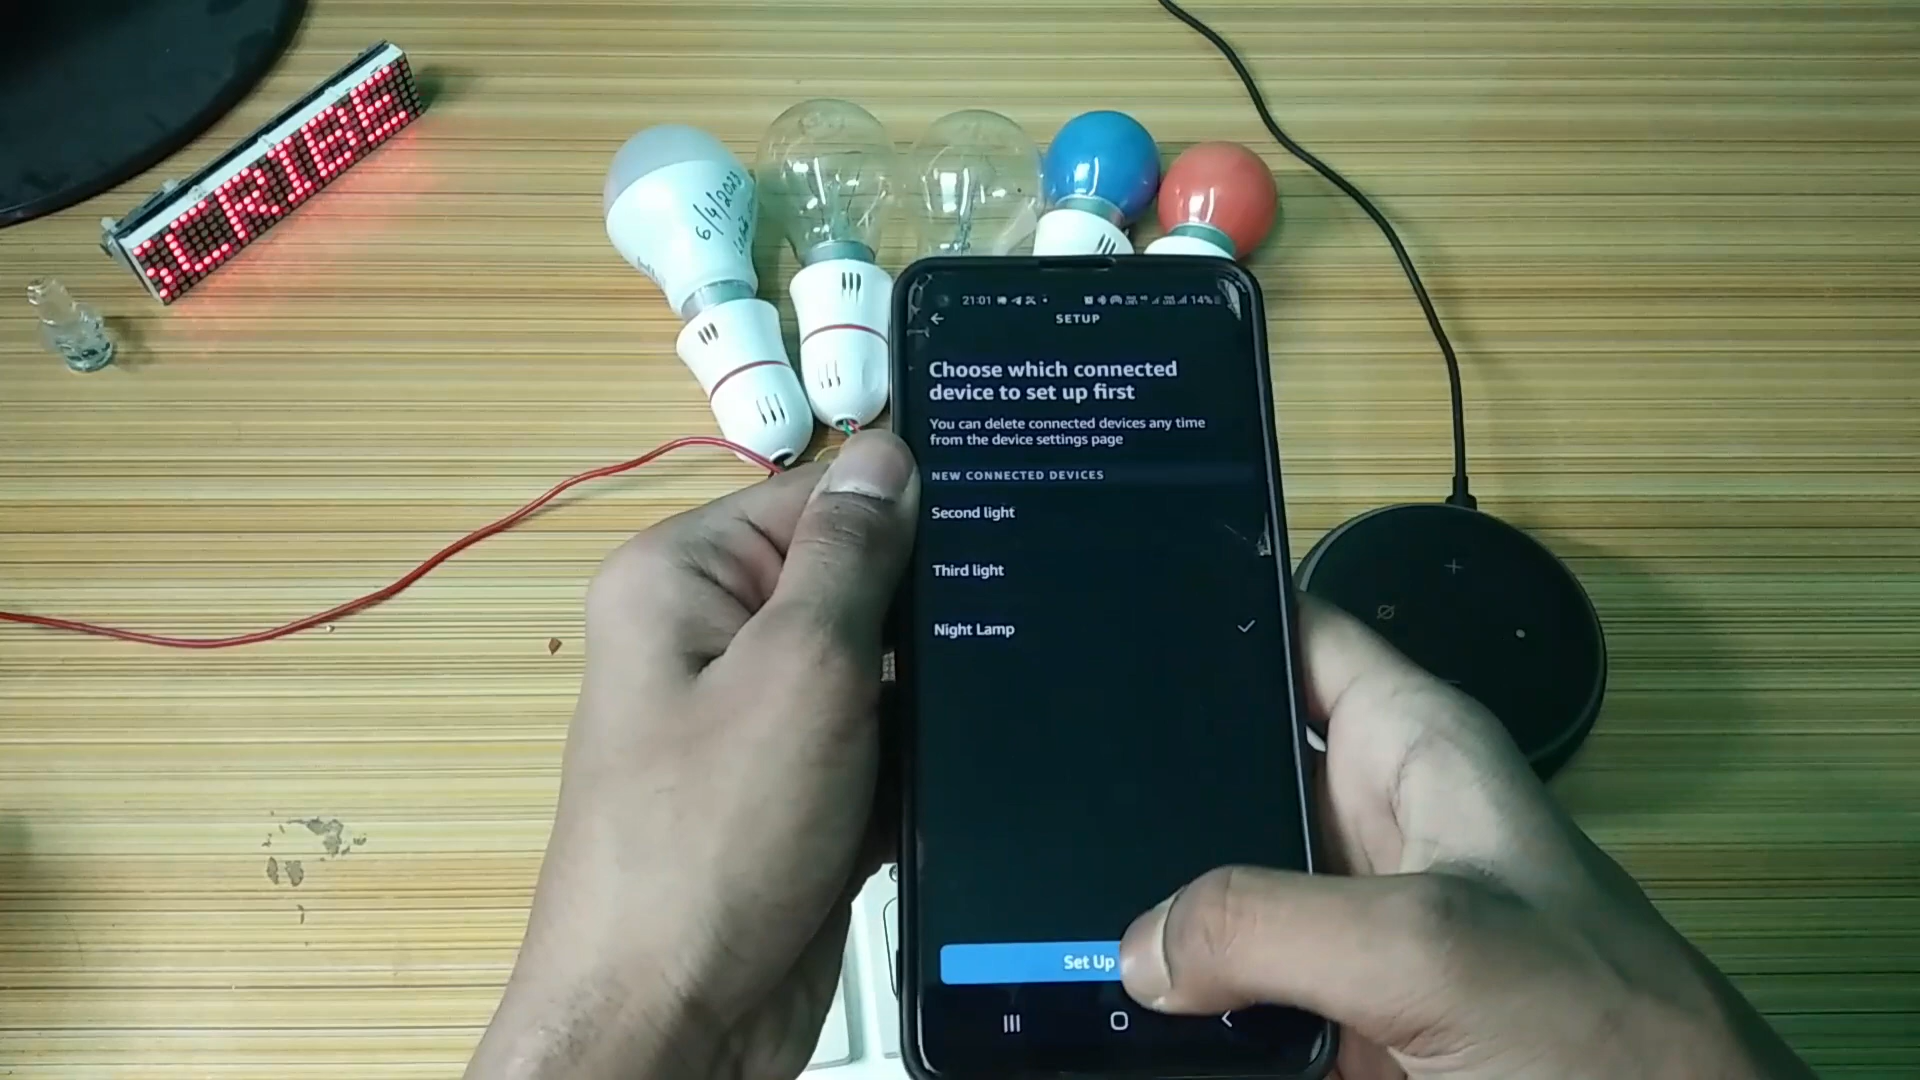 CRIBE
6/4/2023
21:01
14%
SETUP
Choose which connected
device to set up first
You can delete connected devices any time
from the device settings page
NEW CONNECTED DEVICES
Second light
Third light
Night Lamp
Set Up